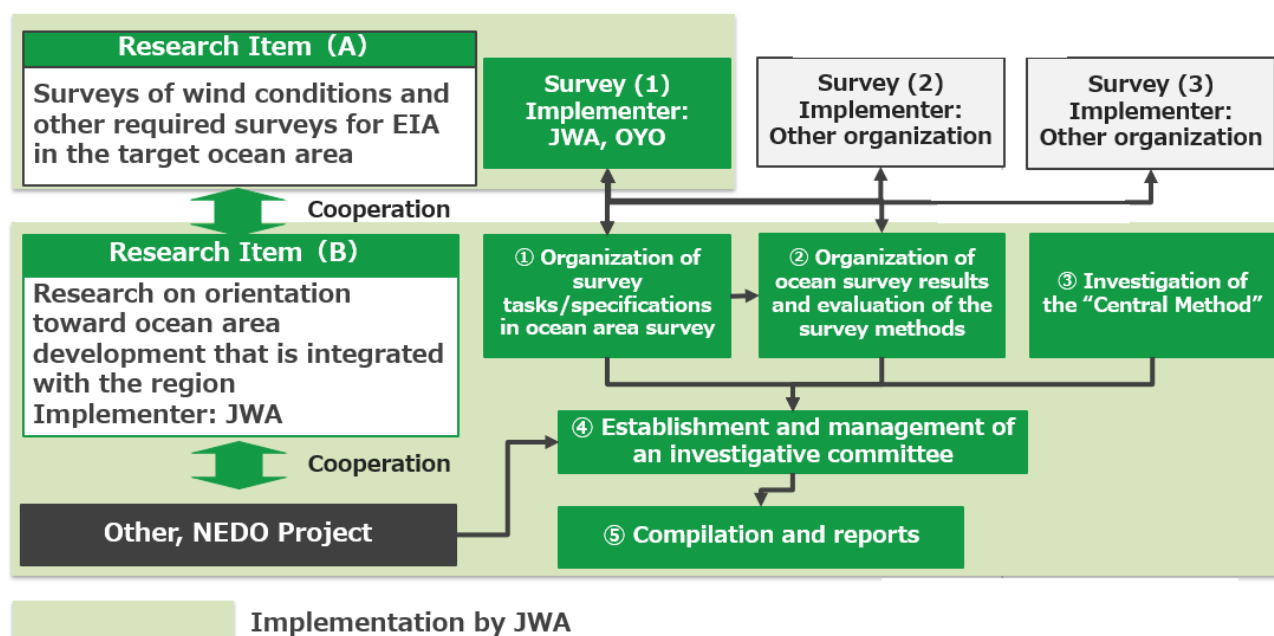 Research Item（A）
Surveys of wind conditions and
other required surveys for EIA
in the target ocean area
Survey (1)
Implementer:
JWA, OYO
Survey (2)
Implementer:
Other organization
Survey (3)
Implementer:
Other organization
Cooperation
Research Item（B）
Research on orientation
toward ocean area
development that is integrated
with the region
Implementer: JWA
① Organization of
survey
tasks/specifications
in ocean area survey
② Organization of
ocean survey results
and evaluation of the
survey methods
③ Investigation of
the “Central Method”
Cooperation
④ Establishment and management of
an investigative committee
Other, NEDO Project
⑤ Compilation and reports
Implementation by JWA